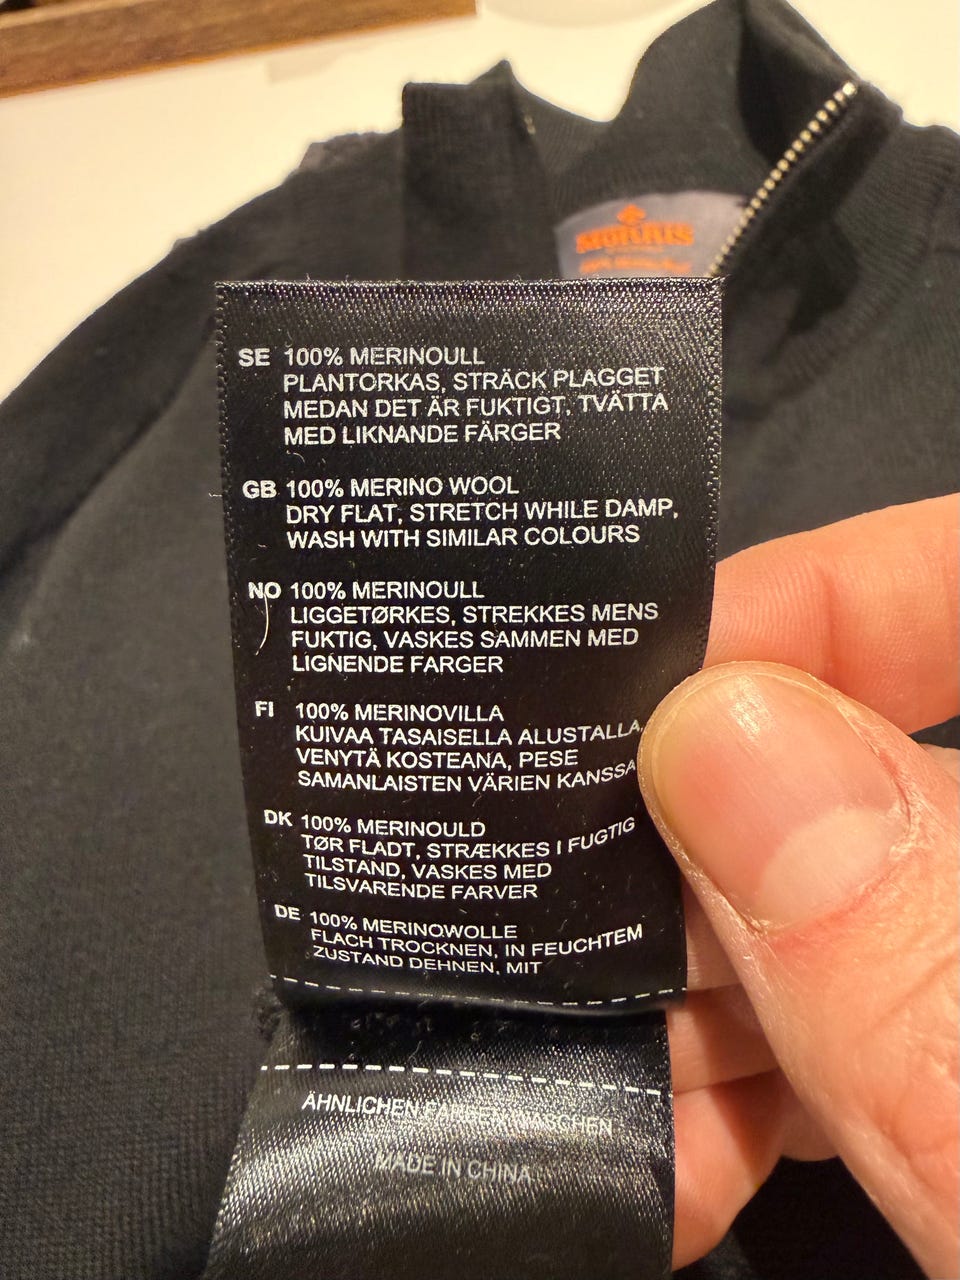 MORRIS
SE 100% MERINOULL
PLANTORKAS, STRÄCK PLAGGET
MEDAN DET ÄR FUKTIGT, TVÄTTA
MED LIKNANDE FÄRGER
GB 100% MERINO WOOL
DRY FLAT, STRETCH WHILE DAMP,
WASH WITH SIMILAR COLOURS
NO 100% MERINOULL
LIGGETØRKES, STREKKES MENS
FUKTIG, VASKES SAMMEN MED
LIGNENDE FARGER
FI 100% MERINOVILLA
KUIVAA TASAISELLA ALUSTALLA,
VENYTÄ KOSTEANA, PESE
SAMANLAISTEN VÄRIEN KANSSA
DK 100% MERINOULD
TØR FLADT, STRÆKKES I FUGTIG
TILSTAND, VASKES MED
TILSVARENDE FARVER
DE 100% MERINOWOLLE
FLACH TROCKNEN, IN FEUCHTEM
ZUSTAND DEHNEN, MIT
ÄHNLICHEN FARBEN WASCHEN
MADE IN CHINA